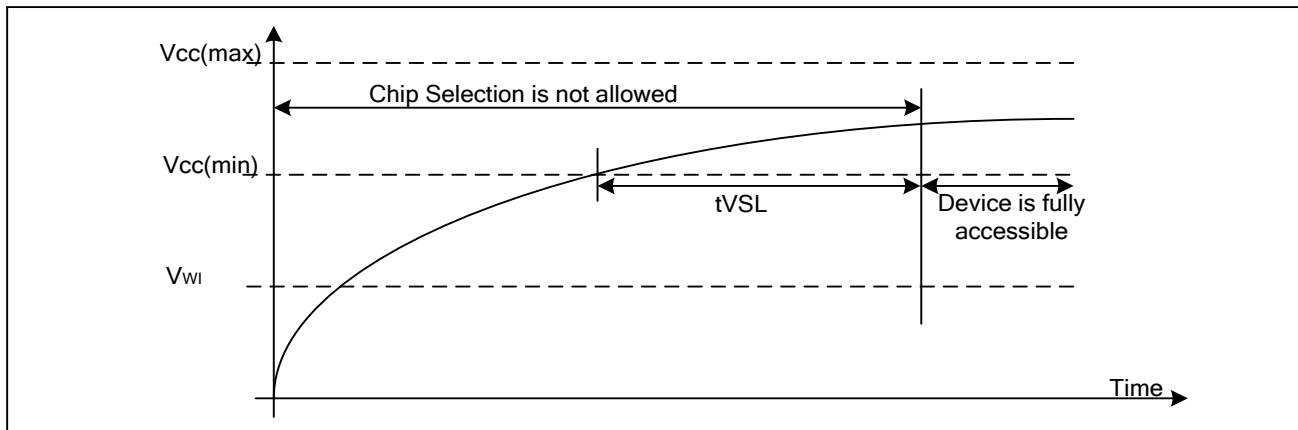 Vcc(max)
Chip Selection is not allowed
Vcc(min)
tVSL
Device is fully
accessible
VWI
Time